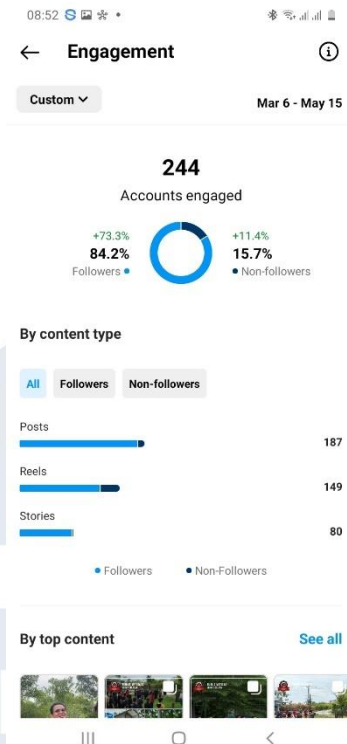 08:52
Engagement
Custom
Mar 6 - May 15
244
Accounts engaged
+73.3%
84.2%
Followers
+11.4%
15.7%
Non-followers
By content type
All Followers Non-followers
Posts
187
Reels
149
Stories
80
Followers Non-Followers
By top content See all